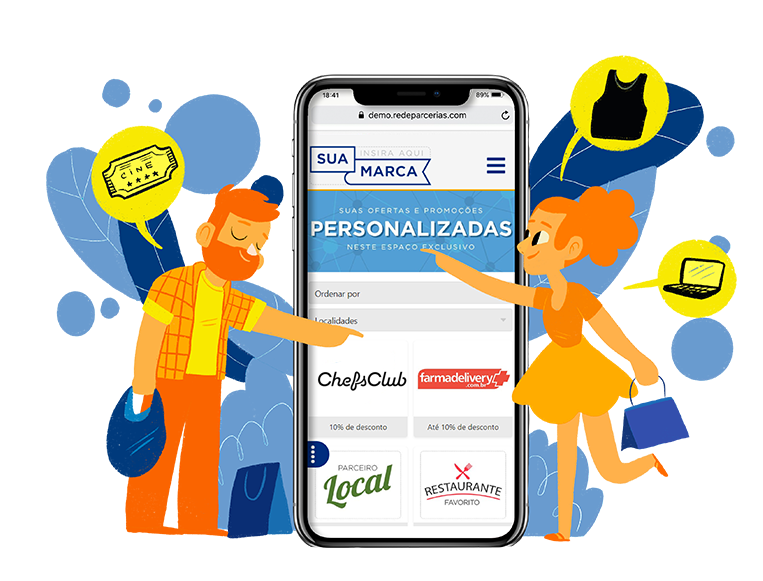 18:41
89%
demo.redeparcerias.com
SUA
INSIRA AQUI
MARCA
SUAS OFERTAS E PROMOÇÕES
PERSONALIZADAS
NESTE ESPAÇO EXCLUSIVO
Ordenar por
Localidades
ChefsClub
farmadelivery
.com.br
10% de desconto
Até 10% de desconto
PARCEIRO
Local
RESTAURANTE
FAVORITO
CINE